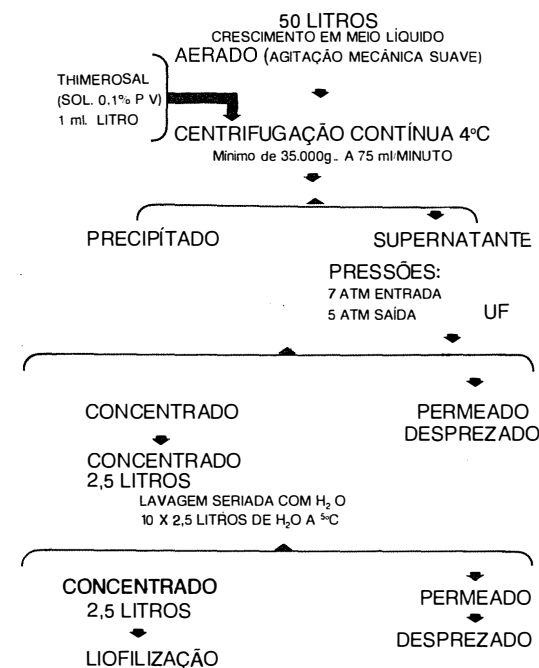 50 LITROS
CRESCIMENTO EM MEIO LÍQUIDO
AERADO (AGITAÇÃO MECÂNICA SUAVE)
THIMEROSAL
(SOL. 0,1% P V)
1 ml. LITRO
CENTRIFUGAÇÃO CONTÍNUA 4ºC
Mínimo de 35.000g.. A 75 ml/MINUTO
PRECIPÍTADO
SUPERNATANTE
PRESSÕES:
7 ATM ENTRADA
5 ATM SAÍDA
UF
CONCENTRADO
PERMEADO
DESPREZADO
CONCENTRADO
2,5 LITROS
LAVAGEM SERIADA COM H₂ O
10 X 2,5 LITROS DE H₂O A 5ºC
CONCENTRADO
2,5 LITROS
PERMEADO
LIOFILIZAÇÃO
DESPREZADO